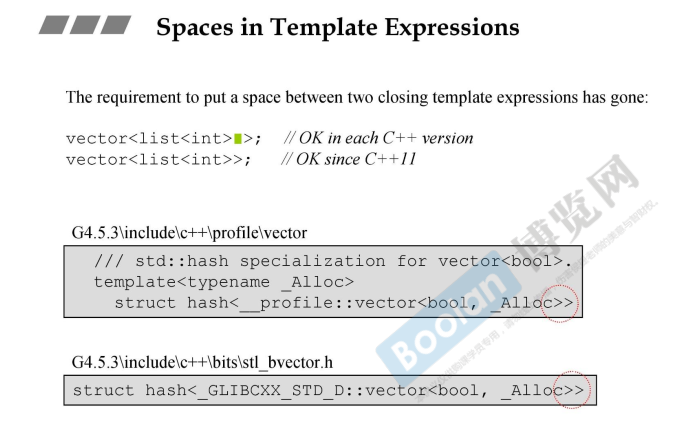 Spaces in Template Expressions
The requirement to put a space between two closing template expressions has gone:
vector<list<int> >; // OK in each C++ version
vector<list<int>>; // OK since C++11
G4.5.3\include\c++\profile\vector
/// std::hash specialization for vector<bool>.
template<typename _Alloc>
struct hash<__profile::vector<bool, _Alloc>>
G4.5.3\include\c++\bits\stl_bvector.h
struct hash<_GLIBCXX_STD_D::vector<bool, _Alloc>>
Boolan 博览网